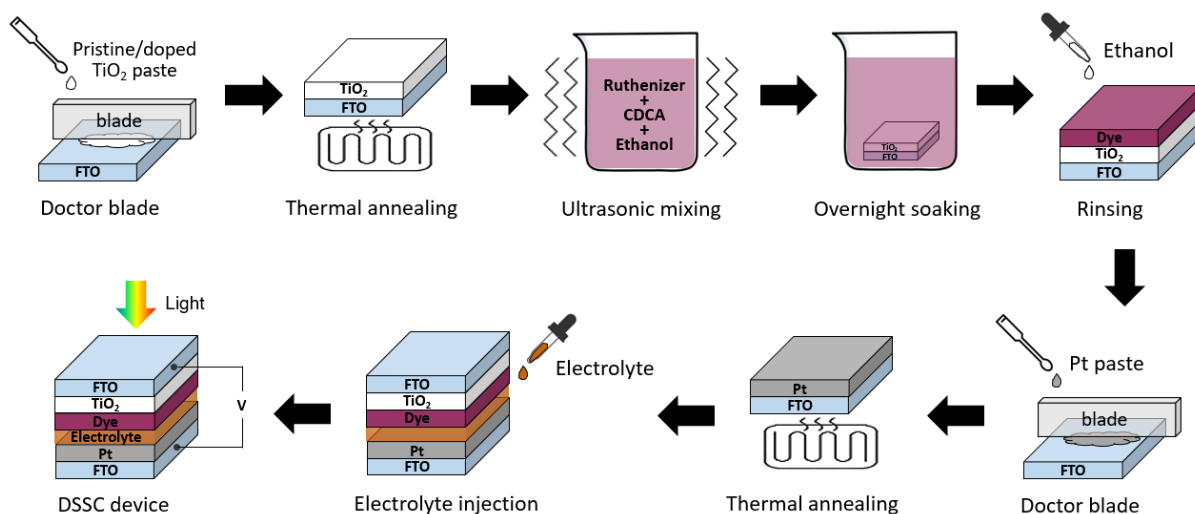 Pristine/doped
TiO₂ paste
blade
FTO
Doctor blade
TiO₂
FTO
Thermal annealing
Ruthenizer
+
CDCA
+
Ethanol
Ultrasonic mixing
TiO₂
FTO
Overnight soaking
Ethanol
Dye
TiO₂
FTO
Rinsing
Pt paste
blade
FTO
Doctor blade
Pt
FTO
Thermal annealing
Electrolyte
FTO
TiO₂
Dye
Pt
FTO
Electrolyte injection
Light
FTO
TiO₂
Dye
Electrolyte
Pt
FTO
V
DSSC device